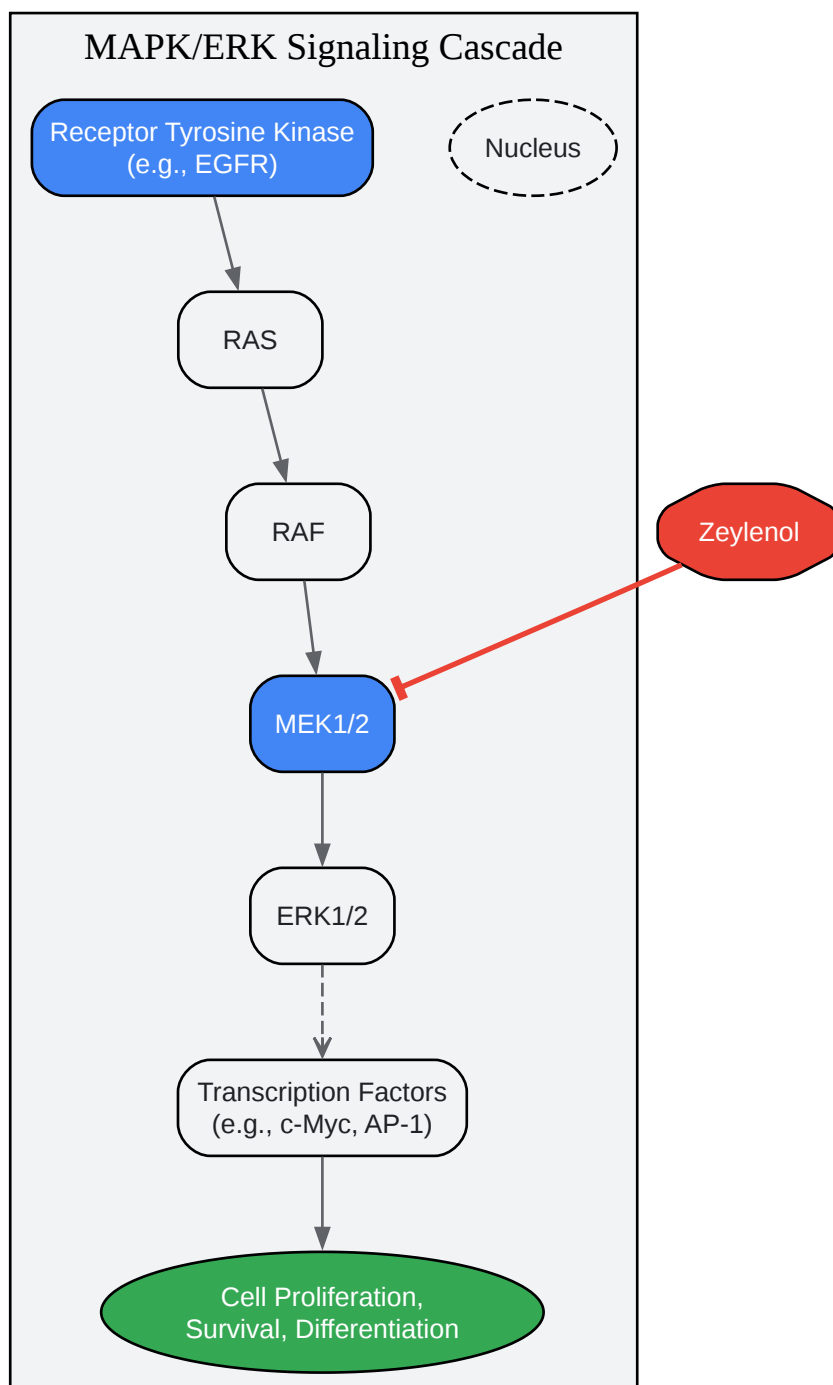 MAPK/ERK Signaling Cascade
Receptor Tyrosine Kinase
(e.g., EGFR)
Nucleus
RAS
RAF
Zeylenol
MEK1/2
ERK1/2
Transcription Factors
(e.g., c-Myc, AP-1)
Cell Proliferation,
Survival, Differentiation